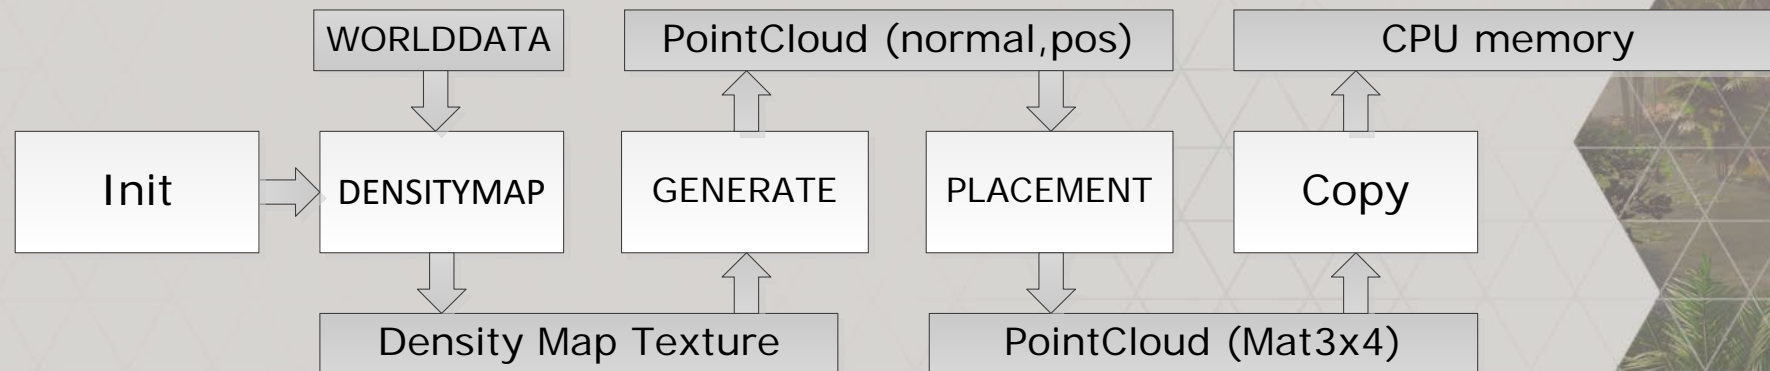 WORLDDATA
PointCloud (normal,pos)
CPU memory
Init
DENSITYMAP
GENERATE
PLACEMENT
Copy
Density Map Texture
PointCloud (Mat3x4)